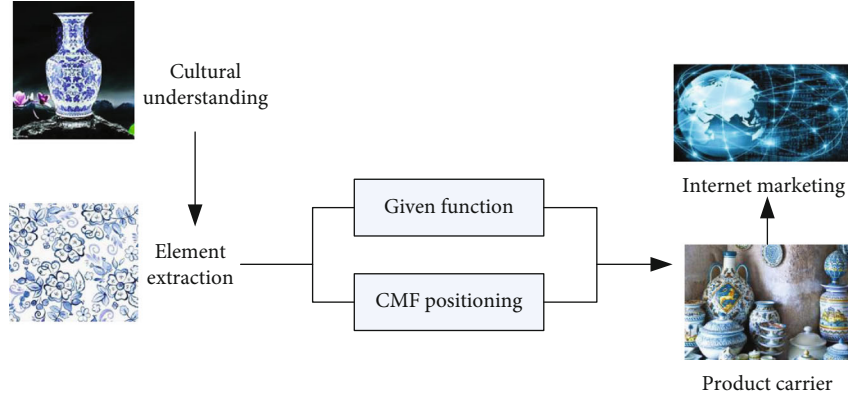 Cultural
understanding
Element
extraction
Given function
CMF positioning
Internet marketing
Product carrier